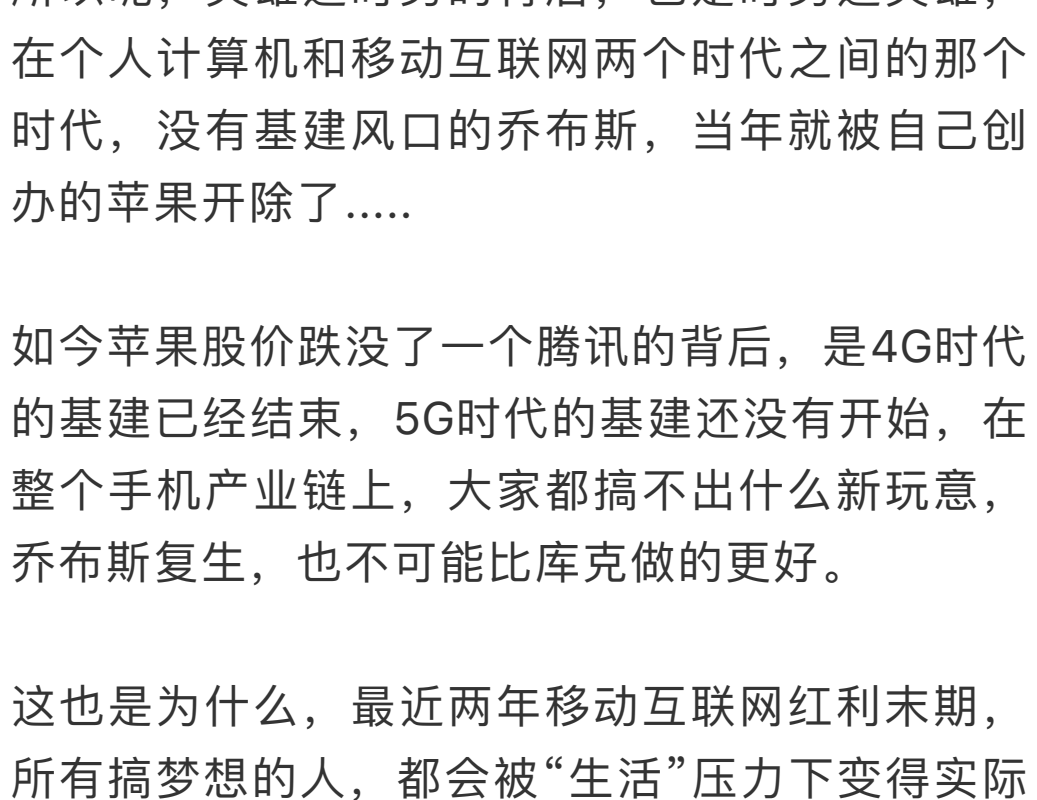 在个人计算机和移动互联网两个时代之间的那个
时代，没有基建风口的乔布斯，当年就被自己创
办的苹果开除了.....
如今苹果股价跌没了一个腾讯的背后，是4G时代
的基建已经结束，5G时代的基建还没有开始，在
整个手机产业链上，大家都搞不出什么新玩意，
乔布斯复生，也不可能比库克做的更好。
这也是为什么，最近两年移动互联网红利末期，
所有搞梦想的人，都会被“生活”压力下变得实际